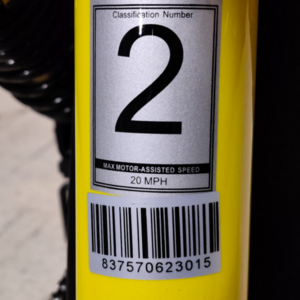 Classification Number
2
MAX MOTOR-ASSISTED SPEED
20 MPH
837570623015